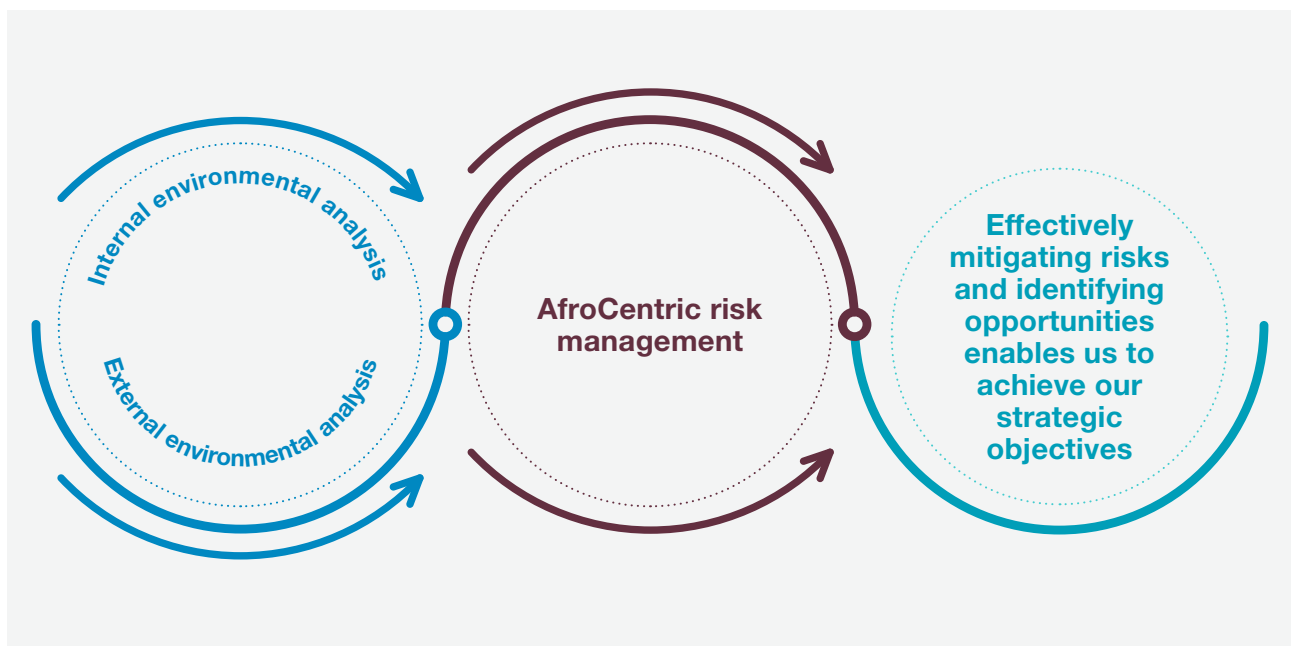 Internal environmental analysis
External environmental analysis
AfroCentric risk
management
Effectively
mitigating risks
and identifying
opportunities
enables us to
achieve our
strategic
objectives